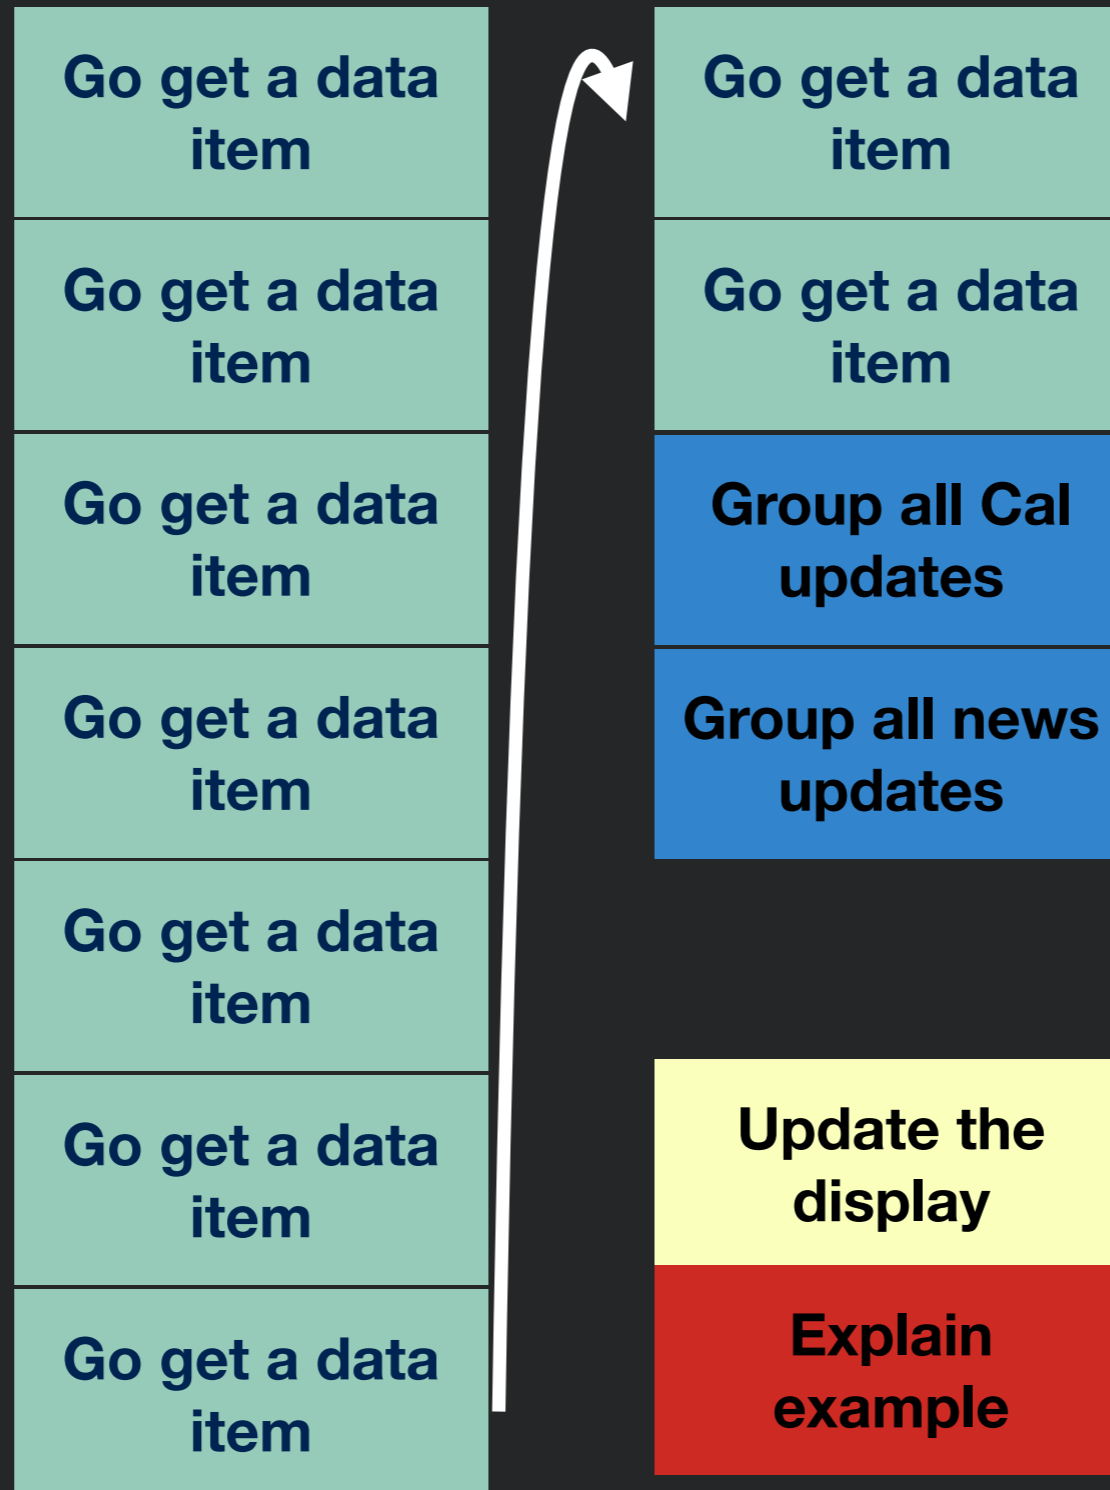 Go get a data
item
Go get a data
item
Go get a data
item
Go get a data
item
Go get a data
item
Go get a data
item
Go get a data
item
Go get a data
item
Go get a data
item
Group all Cal
updates
Group all news
updates
Update the
display
Explain
example